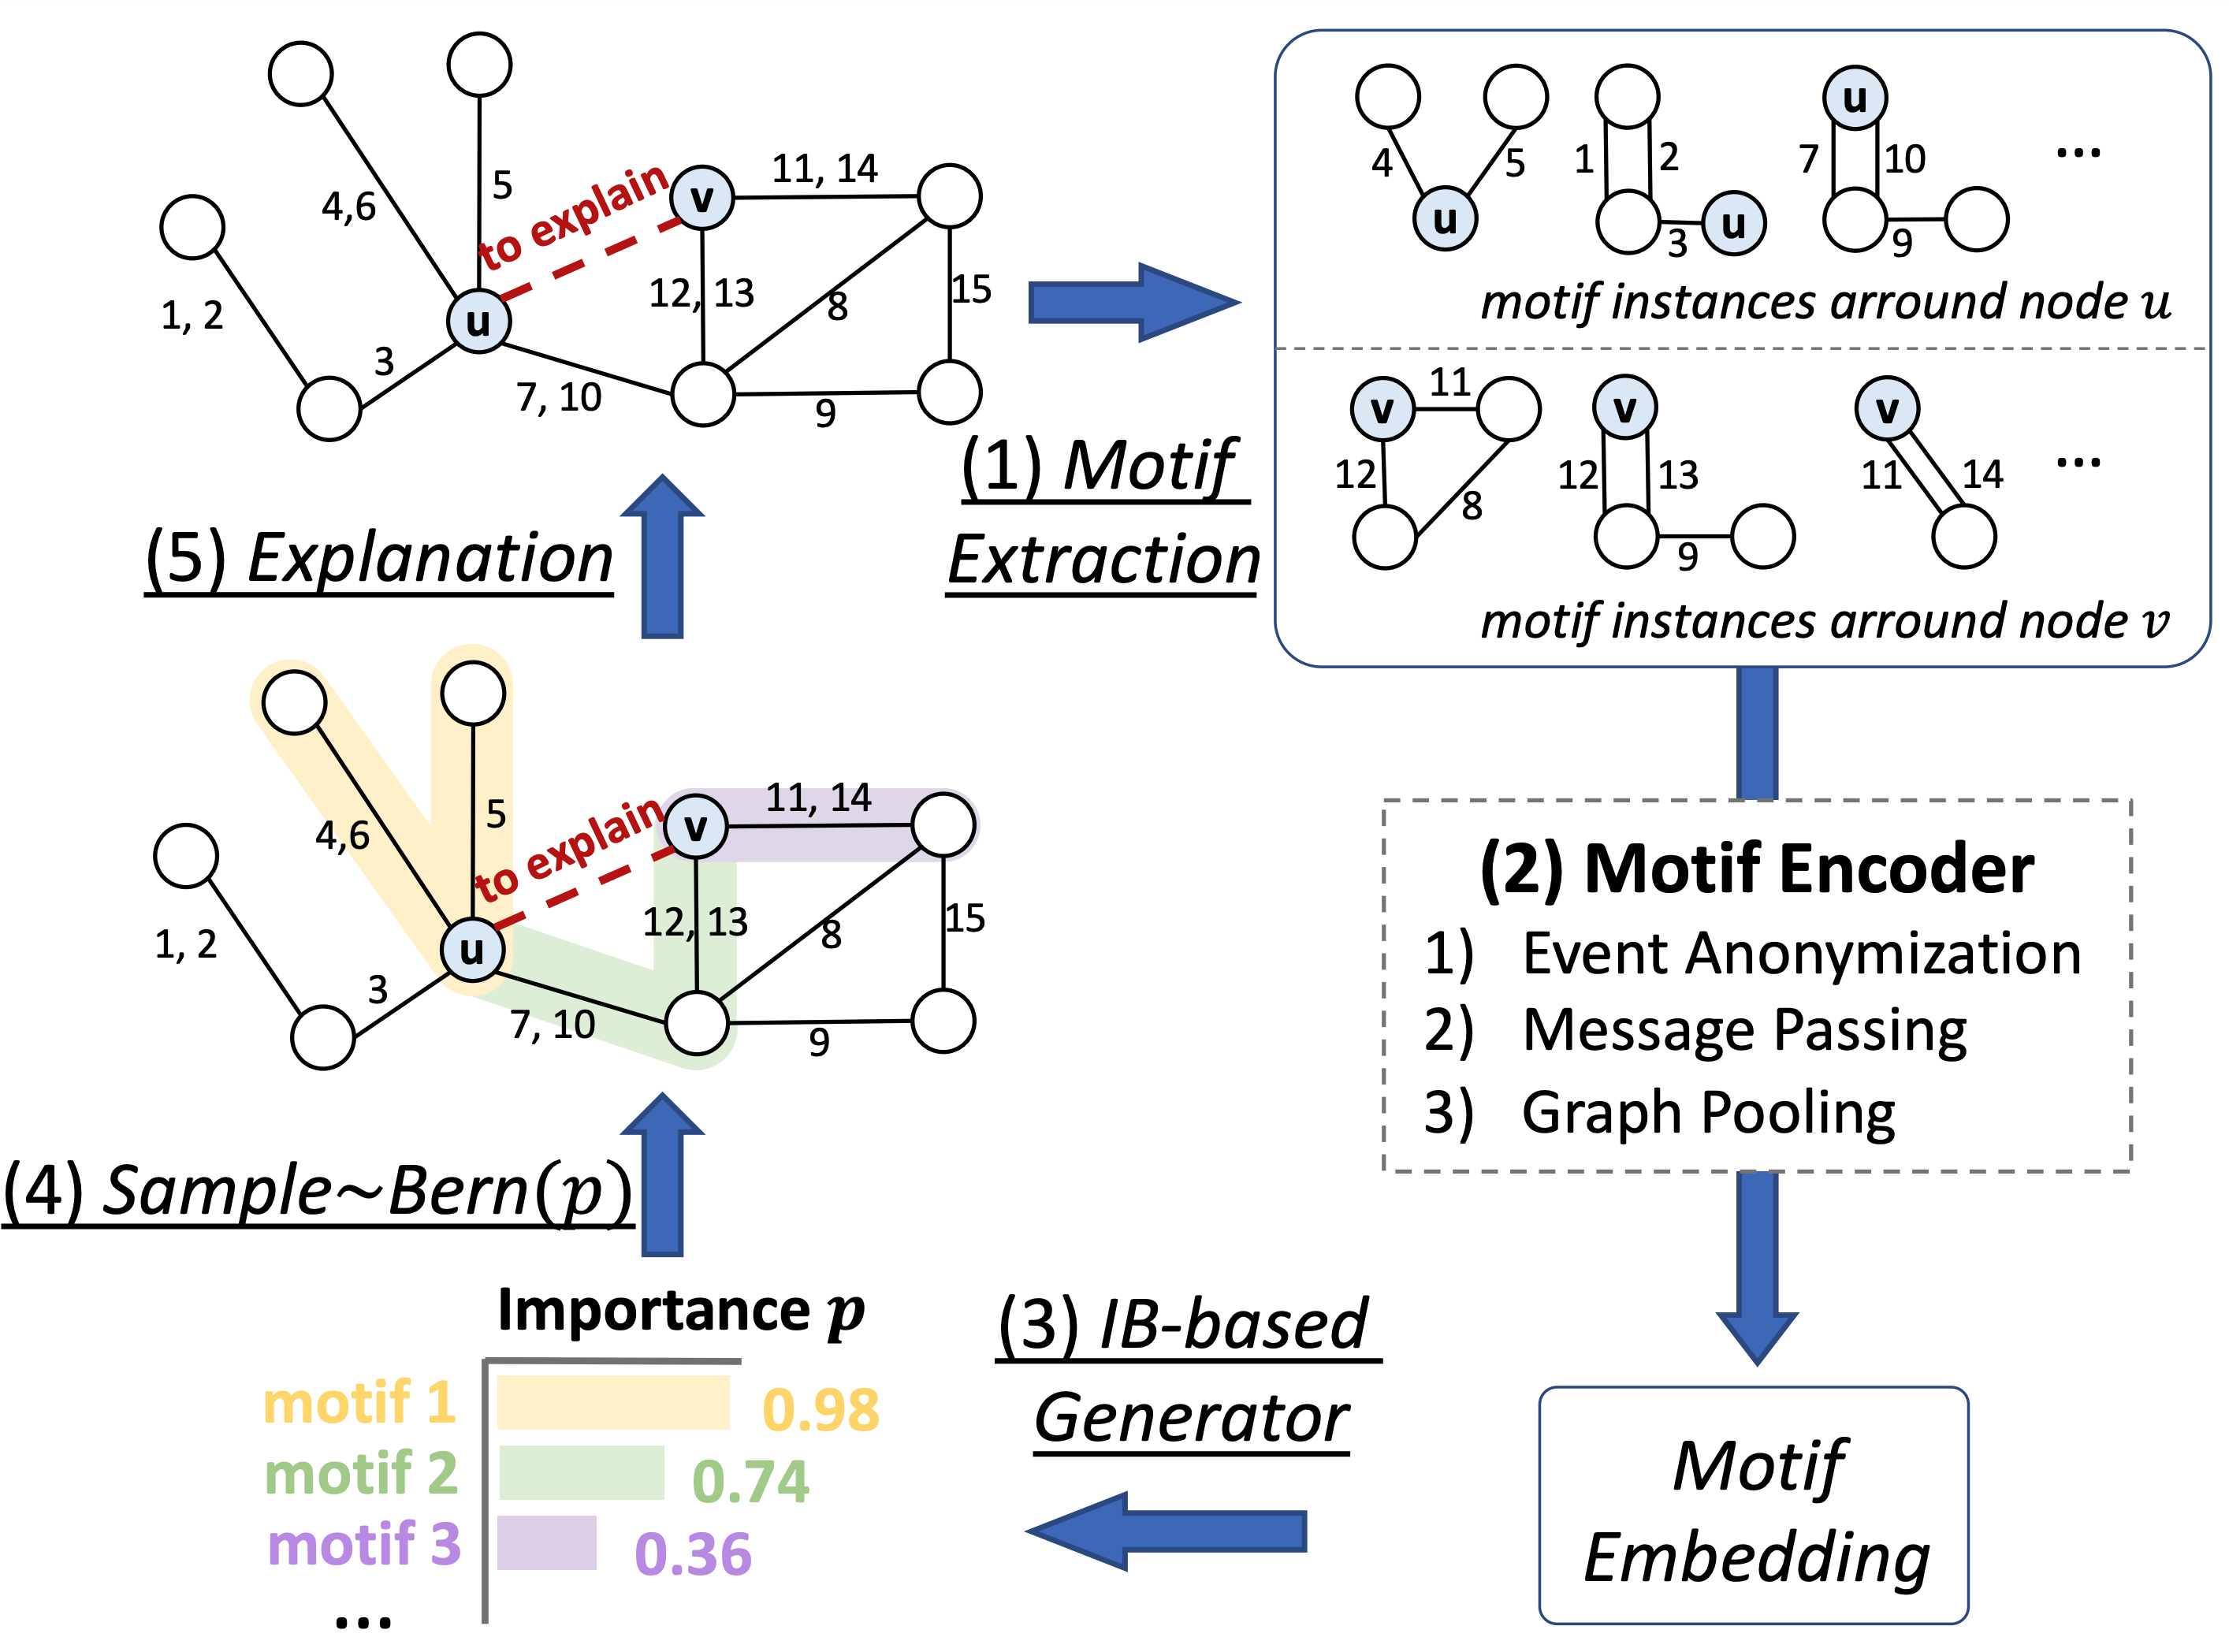 4,6
5
to explain
v
11, 14
1, 2
u
12, 13
8
15
3
7, 10
9
(1) Motif
Extraction
4
5
u
1
2
3
u
u
7
10
9
...
motif instances arround node u
v
11
12
8
v
12
13
9
v
11
14
...
motif instances arround node v
(2) Motif Encoder
1) Event Anonymization
2) Message Passing
3) Graph Pooling
Motif
Embedding
(3) IB-based
Generator
Importance p
motif 1 0.98
motif 2 0.74
motif 3 0.36
...
(4) Sample~Bern(p)
4,6
5
to explain
v
11, 14
1, 2
u
12, 13
8
15
3
7, 10
9
(5) Explanation